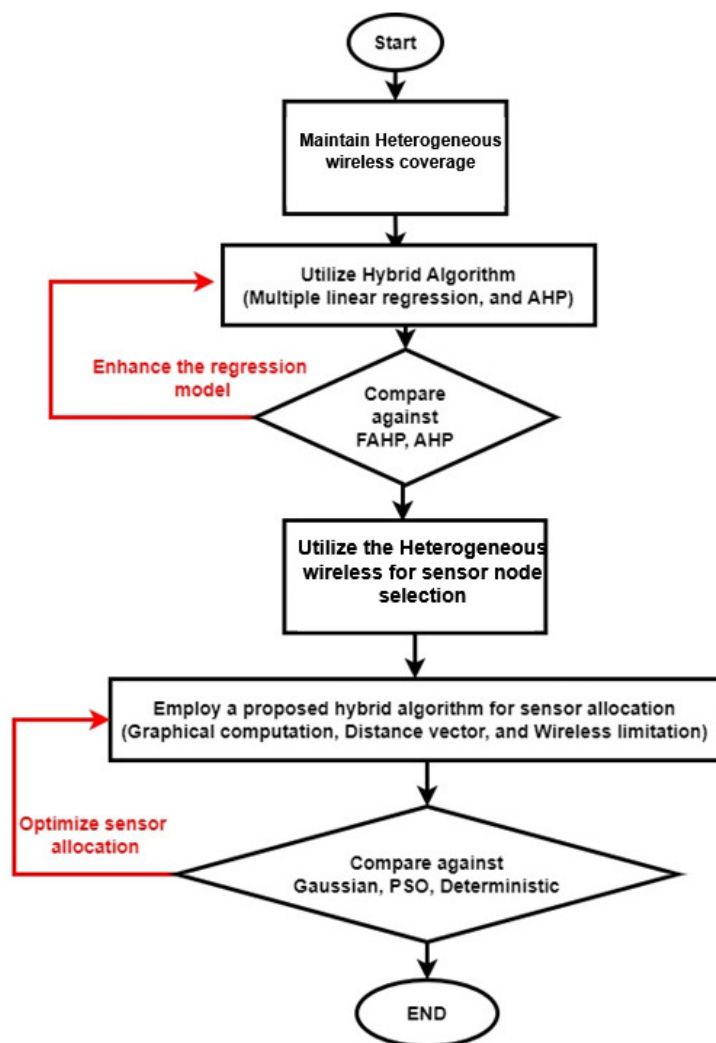 Start
Maintain Heterogeneous
wireless coverage
Utilize Hybrid Algorithm
(Multiple linear regression, and AHP)
Enhance the regression
model
Compare
against
FAHP, AHP
Utilize the Heterogeneous
wireless for sensor node
selection
Employ a proposed hybrid algorithm for sensor allocation
(Graphical computation, Distance vector, and Wireless limitation)
Optimize sensor
allocation
Compare against
Gaussian, PSO, Deterministic
END